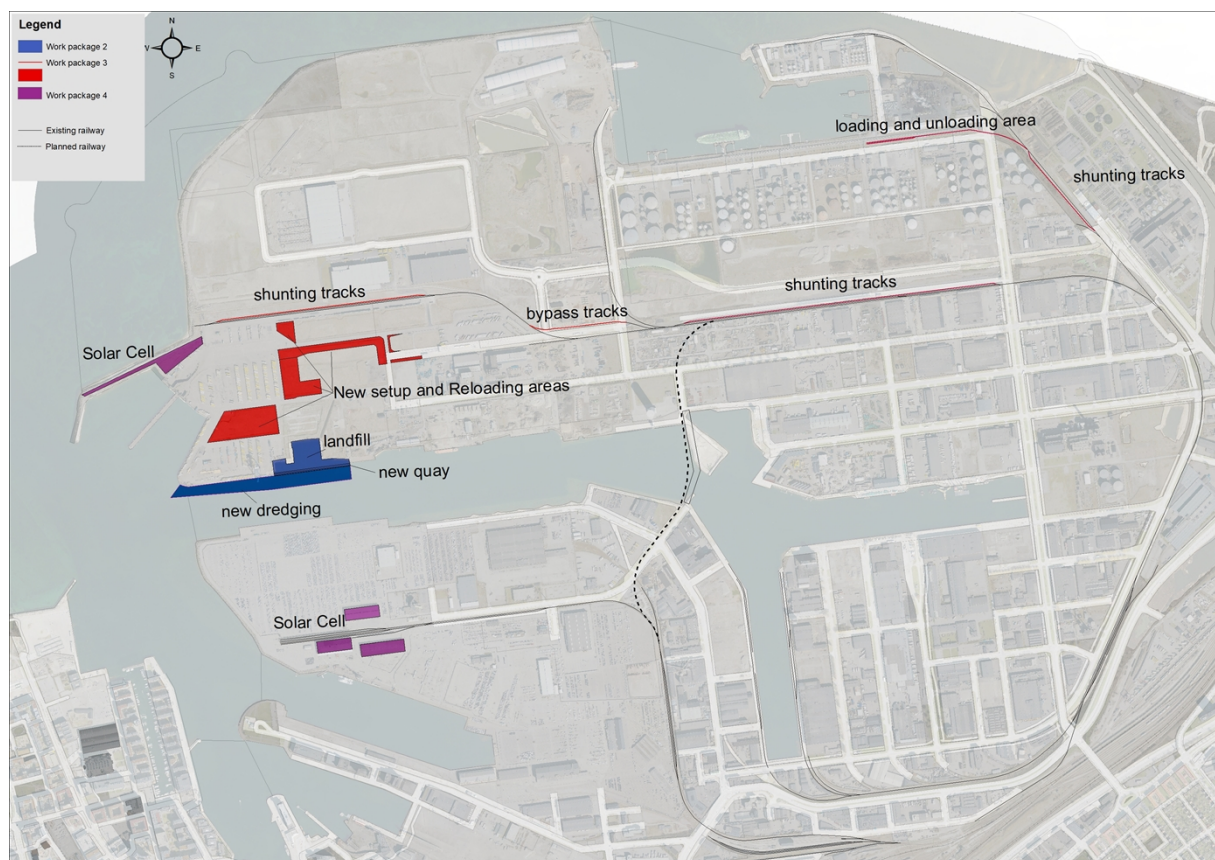 Legend
Work package 2
Work package 3
Work package 4
Existing railway
Planned railway
N
V
E
S
loading and unloading area
shunting tracks
shunting tracks
shunting tracks
bypass tracks
Solar Cell
New setup and Reloading areas
landfill
new quay
new dredging
Solar Cell